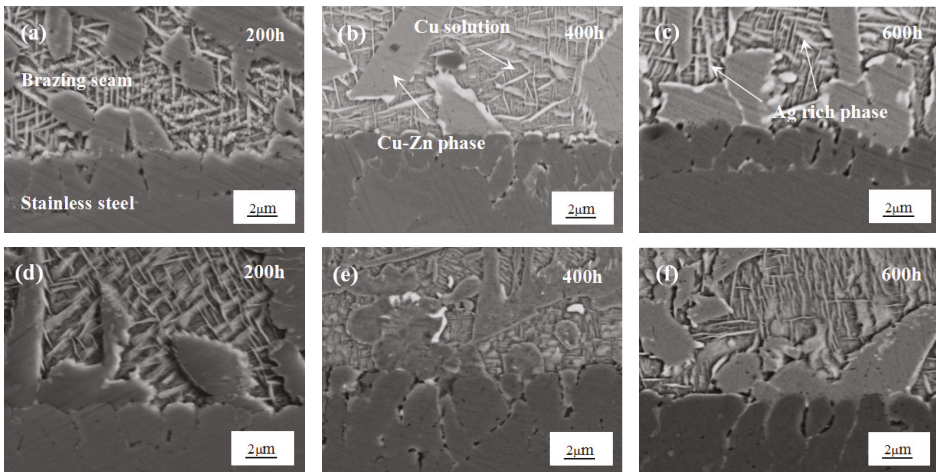 (a) 200h
Brazing seam
Stainless steel
2μm
(b) Cu solution 400h
Cu-Zn phase
2μm
(c) 600h
Ag rich phase
2μm
(d) 200h
2μm
(e) 400h
2μm
(f) 600h
2μm